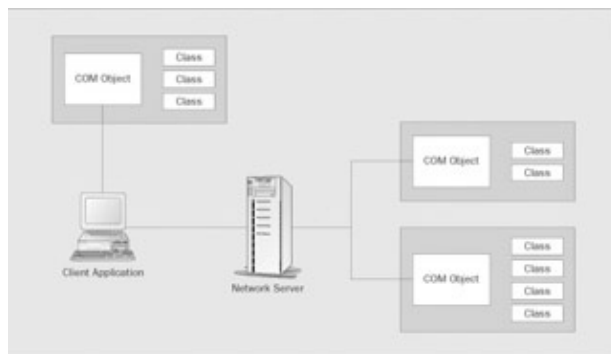 COM Object
Class
Class
Class
Client Application
Network Server
COM Object
Class
Class
COM Object
Class
Class
Class
Class